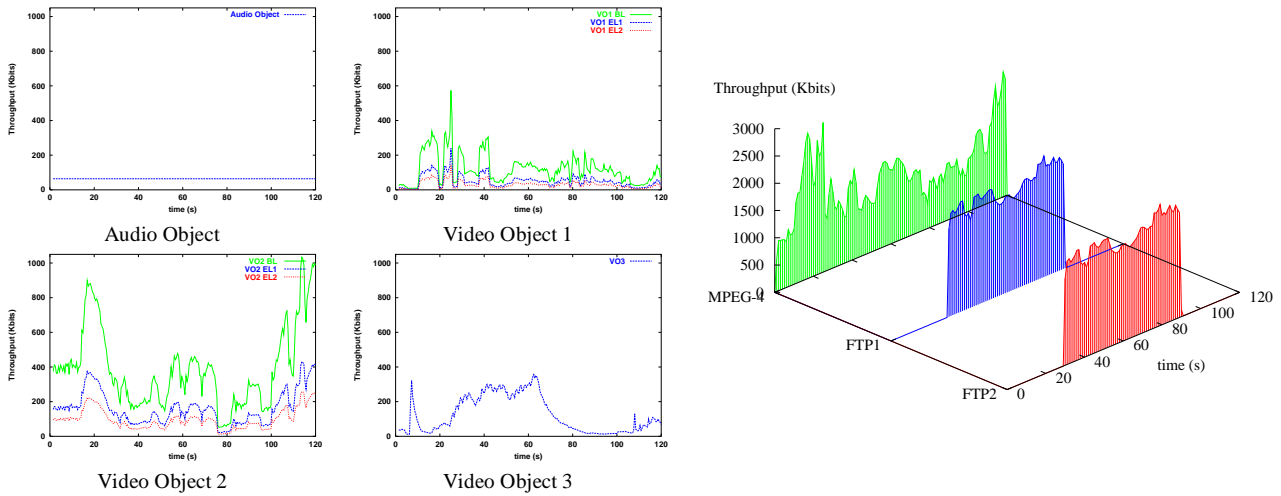 Audio Object
1000
800
600
400
200
0
0 20 40 60 80 100 120
Throughput (Kbits)
time (s)
Audio Object
VO1 BL
VO1 EL1
VO1 EL2
1000
800
600
400
200
0
0 20 40 60 80 100 120
Throughput (Kbits)
time (s)
Video Object 1
VO2 BL
VO2 EL1
VO2 EL2
1000
800
600
400
200
0
0 20 40 60 80 100 120
Throughput (Kbits)
time (s)
Video Object 2
VO3
1000
800
600
400
200
0
0 20 40 60 80 100 120
Throughput (Kbits)
time (s)
Video Object 3
Throughput (Kbits)
3000
2500
2000
1500
1000
500
0
MPEG-4
FTP1
FTP2
0
20
40
60
80
100
120
time (s)